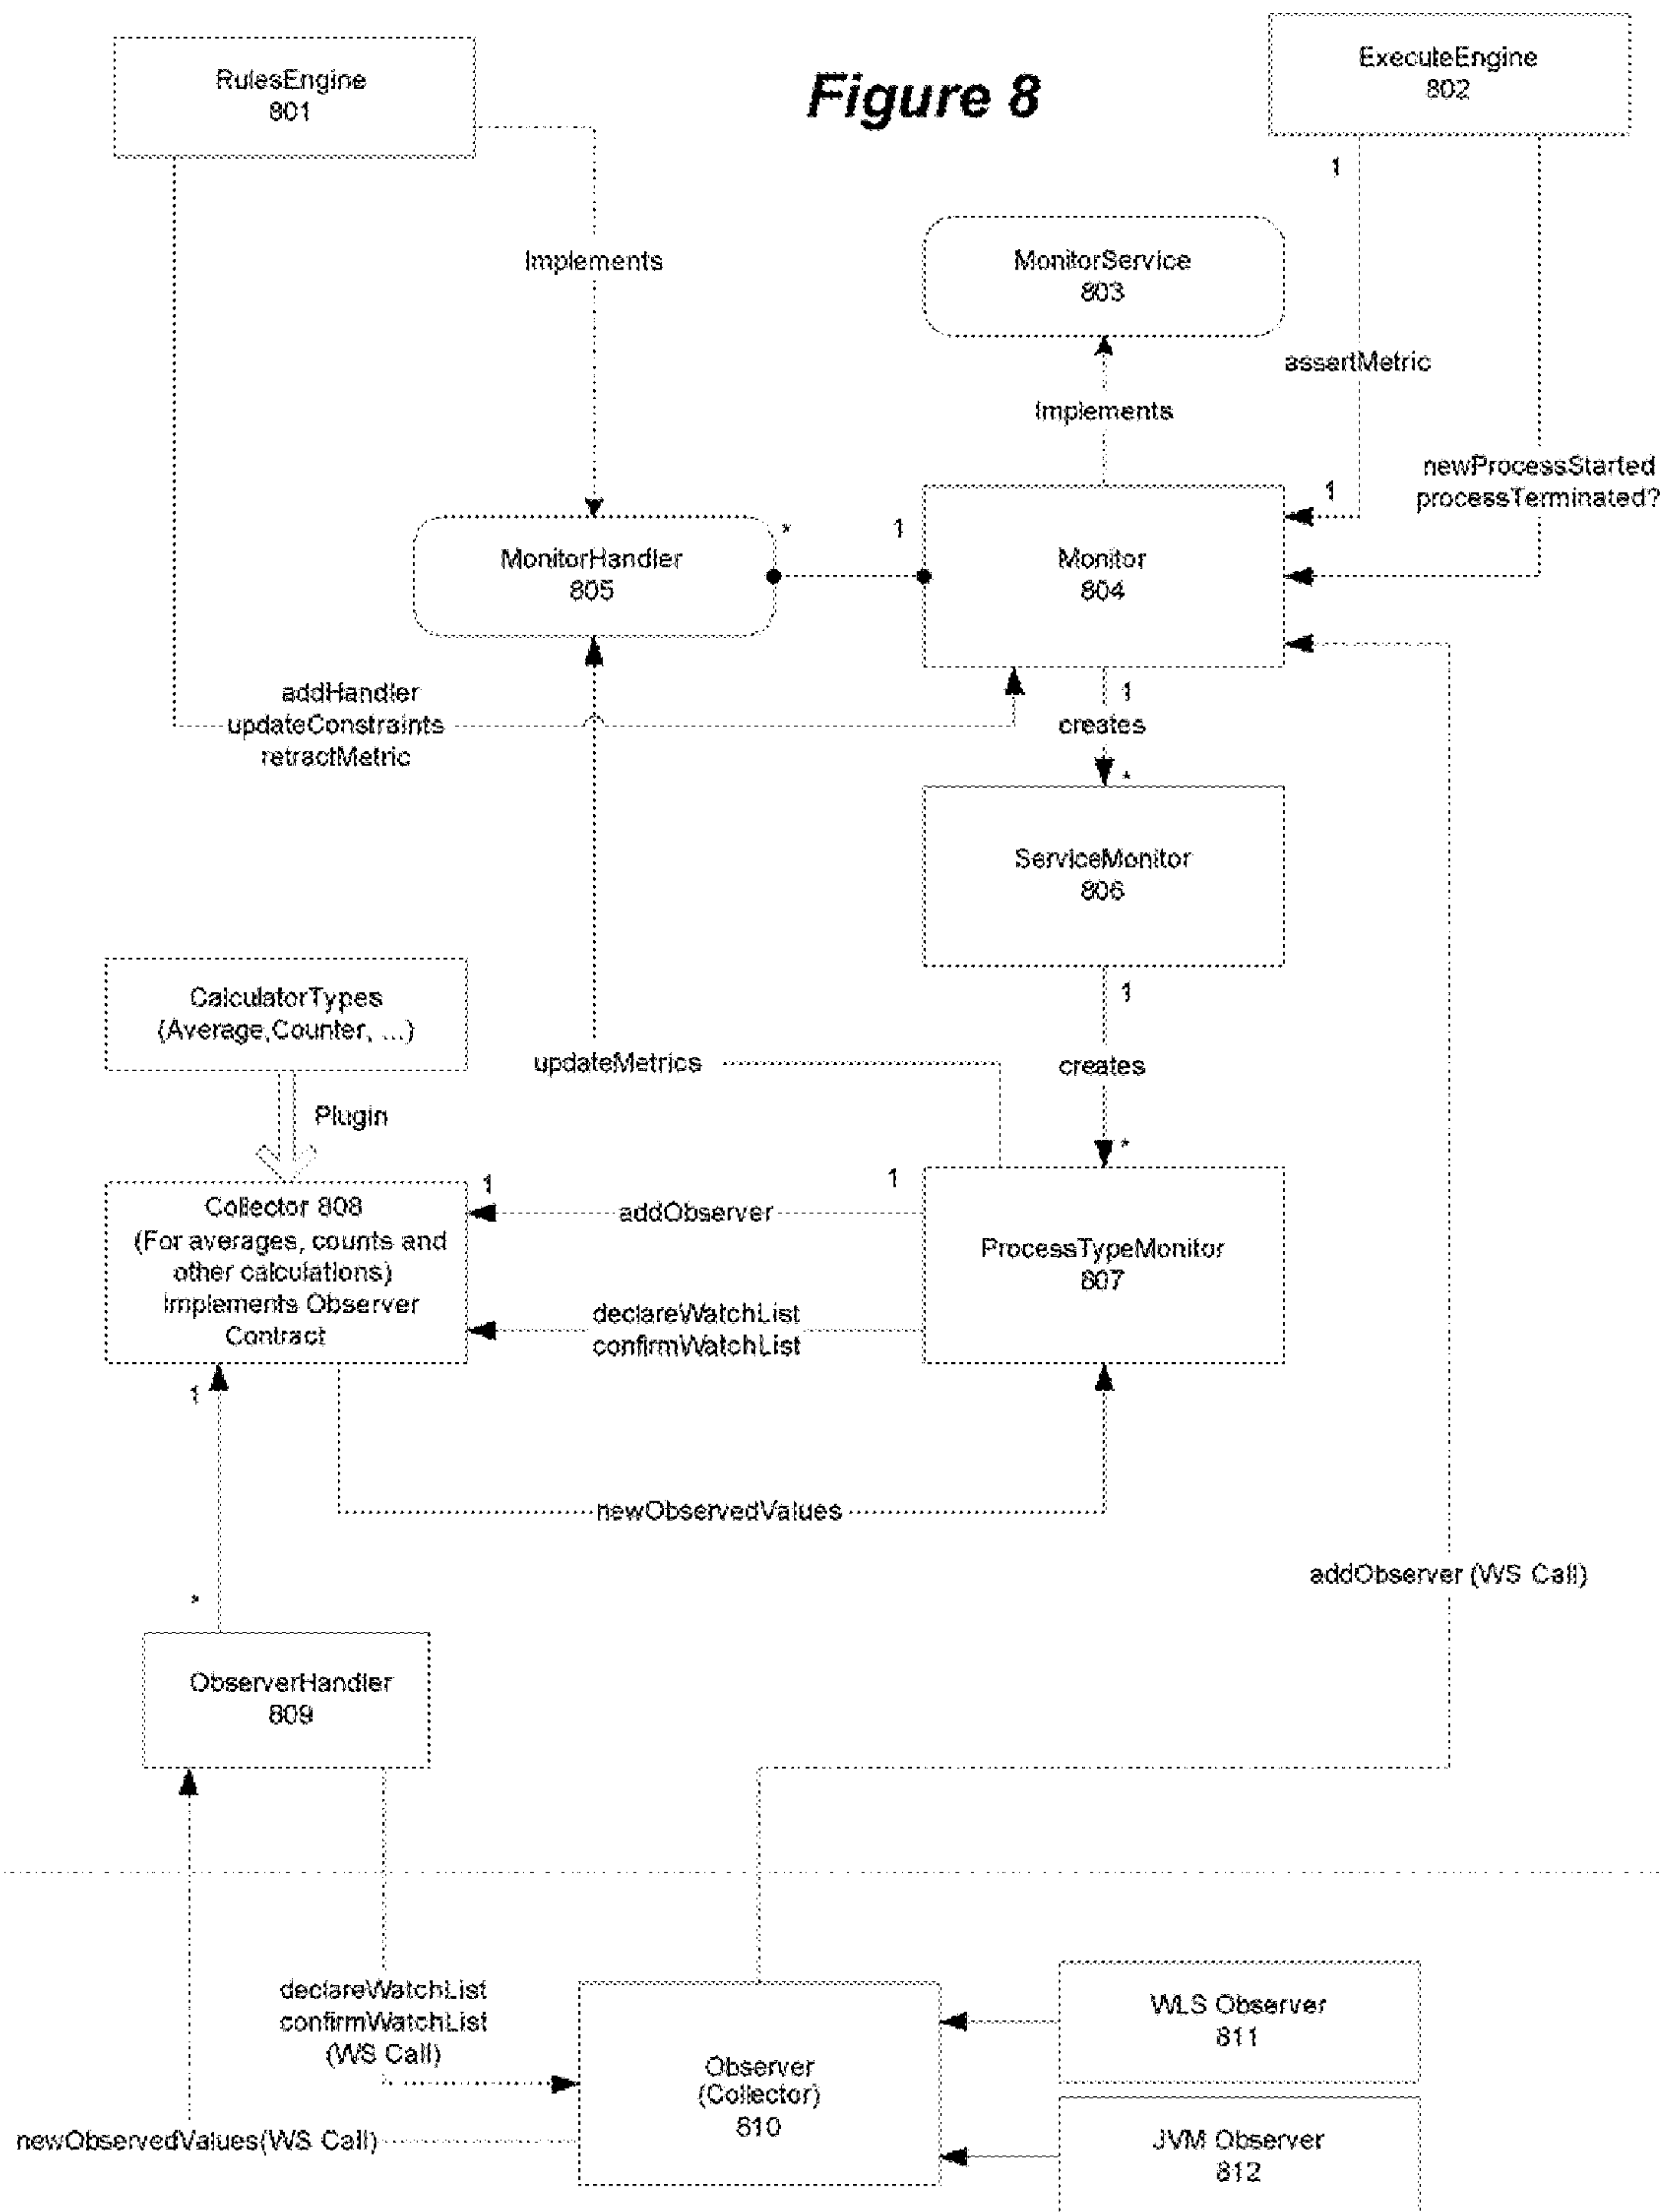 Figure 8
RulesEngine
801
ExecuteEngine
802
1
Implements
MonitorService
803
assertMetric
Implements
newProcessStarted
processTerminated?
1
*
1
MonitorHandler
805
Monitor
804
addHandler
updateConstraints
retractMetric
1
creates
*
ServiceMonitor
806
CalculatorTypes
(Average,Counter, ...)
1
updateMetrics
creates
Plugin
*
1
1
Collector 808
(For averages, counts and
other calculations)
Implements Observer
Contract
addObserver
ProcessTypeMonitor
807
declareWatchList
confirmWatchList
1
newObservedValues
addObserver (WS Call)
*
ObserverHandler
809
declareWatchList
confirmWatchList
(WS Call)
WLS Observer
811
Observer
(Collector)
810
newObservedValues(WS Call)
JVM Observer
812